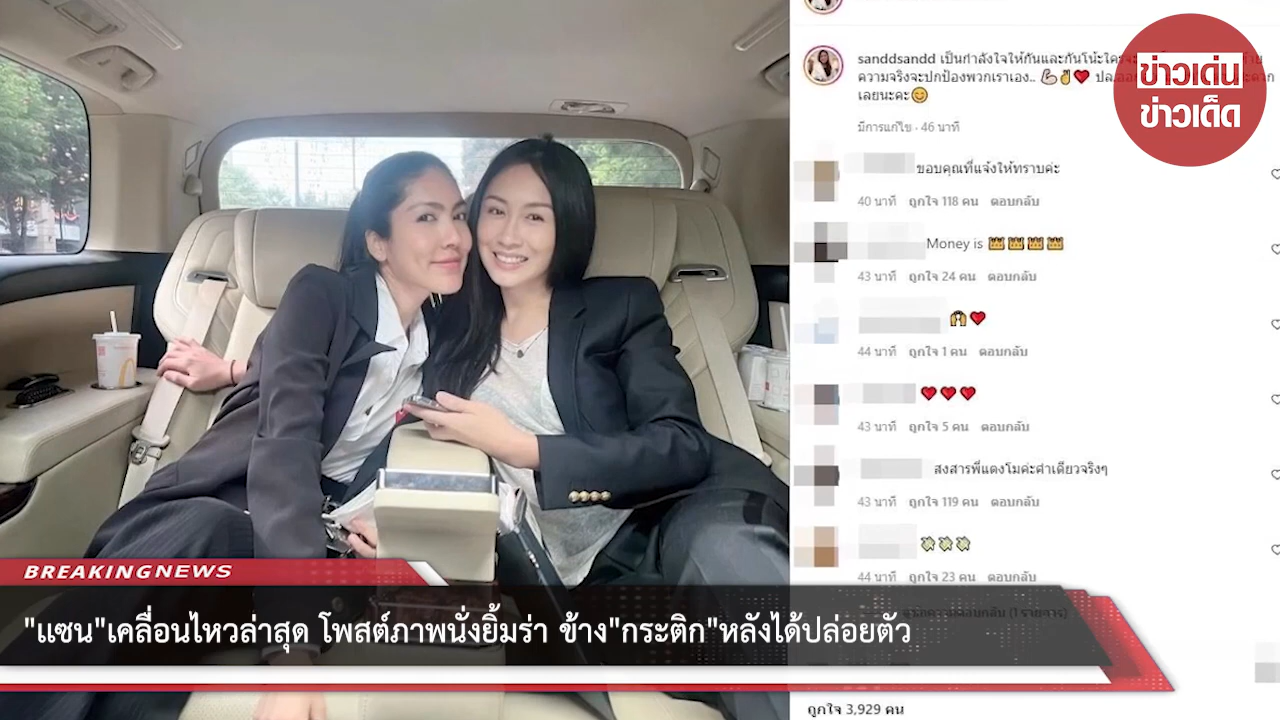 sanddsandd เป็นกำลังใจให้กันและกันโน้ะใคร
ความจริงจะปกป้องพวกเราเอง.. 💪✌❤ ปล.
เลยนะคะ😊
มีการแก้ไข · 46 นาที
ข่าวเด่น
ข่าวเด็ด
ขอบคุณที่แจ้งให้ทราบค่ะ
40 นาที ถูกใจ 118 คน ตอบกลับ
Money is
43 นาที ถูกใจ 24 คน ตอบกลับ
🙌❤
44 นาที ถูกใจ 1 คน ตอบกลับ
❤❤❤
43 นาที ถูกใจ 5 คน ตอบกลับ
สงสารพี่แตงโมค่ะคำเดียวจริงๆ
43 นาที ถูกใจ 119 คน ตอบกลับ
💸💸💸
44 นาที ถูกใจ 23 คน ตอบกลับ
BREAKING NEWS
"แซน"เคลื่อนไหวล่าสุด โพสต์ภาพนั่งยิ้มร่า ข้าง"กระติก"หลังได้ปล่อยตัว
ถูกใจ 3,929 คน